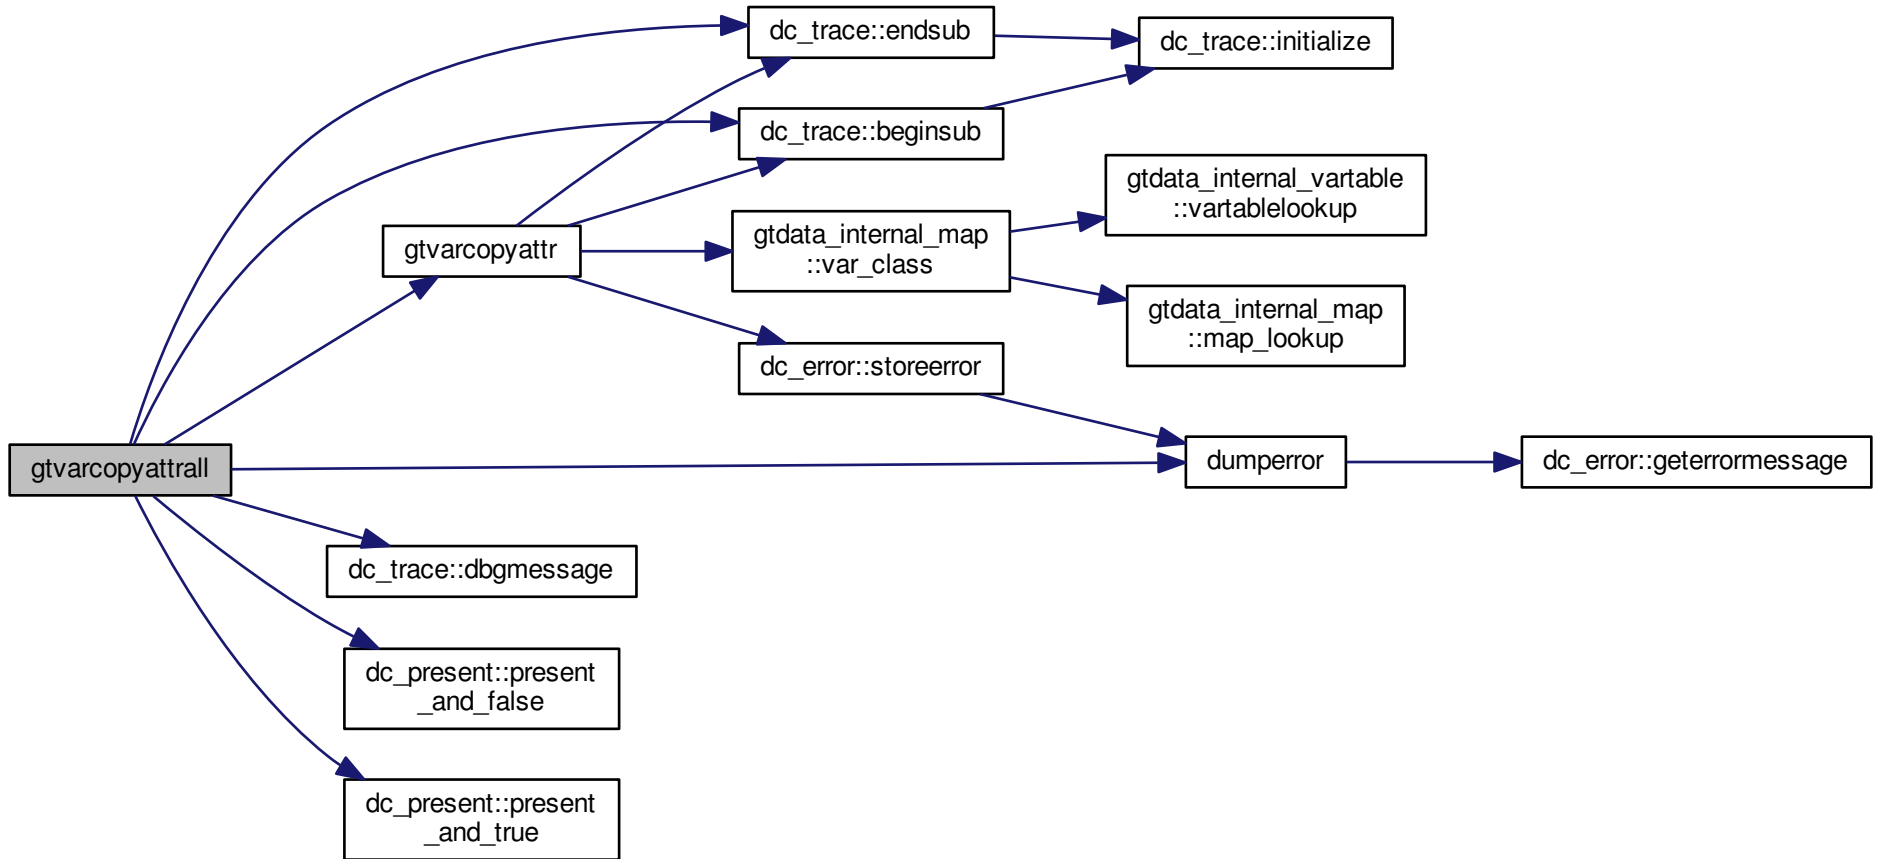 dc_trace::endsub
dc_trace::initialize
dc_trace::beginsub
gtdata_internal_vartable
::vartablelookup
gtvarcopyattr
gtdata_internal_map
::var_class
gtdata_internal_map
::map_lookup
dc_error::storeerror
gtvarcopyattrall
dumperror
dc_error::geterrormessage
dc_trace::dbgmessage
dc_present::present
_and_false
dc_present::present
_and_true